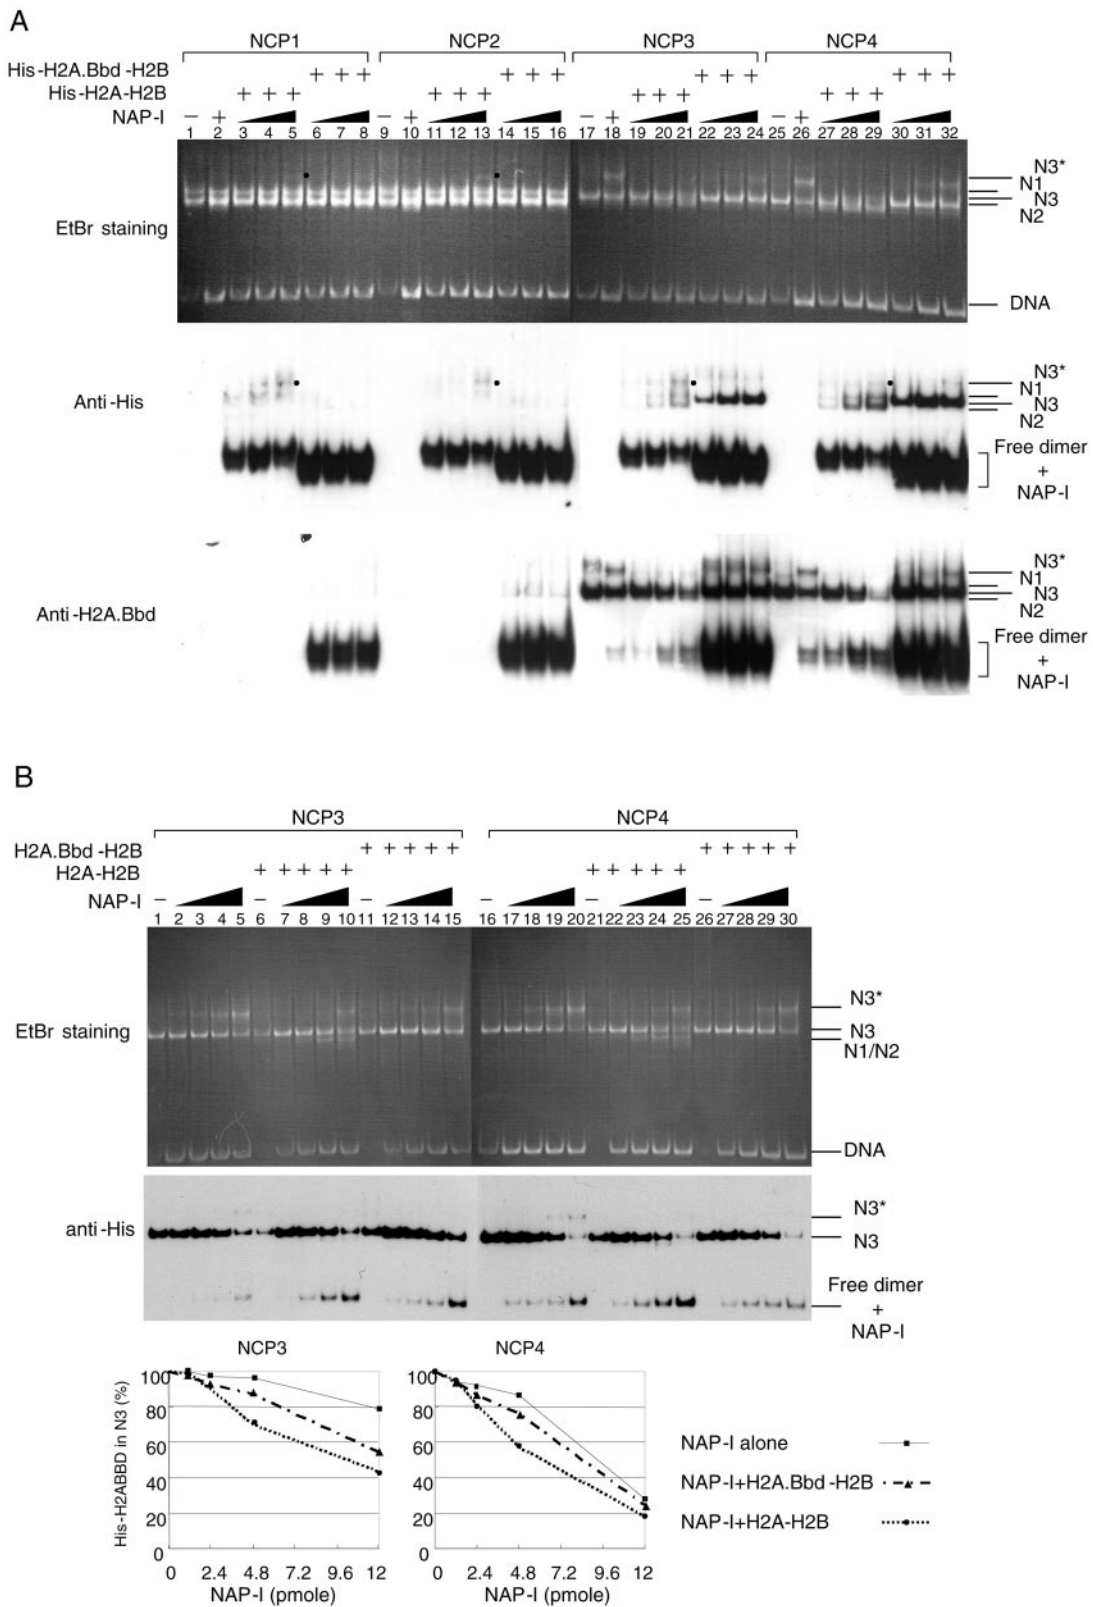 A
NCP1 NCP2 NCP3 NCP4
His-H2A.Bbd-H2B + + + + + + + + + + + +
His-H2A-H2B + + + + + + + + + + + +
NAP-I − + − + − + − +
1 2 3 4 5 6 7 8 9 10 11 12 13 14 15 16 17 18 19 20 21 22 23 24 25 26 27 28 29 30 31 32
N3*
N1
EtBr staining N3
N2
DNA
N3*
Anti-His N1
N3
N2
Free dimer
+
NAP-I
N3*
N1
Anti-H2A.Bbd N3
N2
Free dimer
+
NAP-I
B
NCP3 NCP4
H2A.Bbd-H2B + + + + + + + + + +
H2A-H2B + + + + + + + + + +
NAP-I − − − − − −
1 2 3 4 5 6 7 8 9 10 11 12 13 14 15 16 17 18 19 20 21 22 23 24 25 26 27 28 29 30
N3*
EtBr staining N3
N1/N2
DNA
N3*
anti-His N3
Free dimer
+
NAP-I
NCP3 NCP4
His-H2ABBD in N3 (%)
100 100
80 80
60 60
40 40
20 20
0 0
0 2.4 4.8 7.2 9.6 12 0 2.4 4.8 7.2 9.6 12
NAP-I (pmole) NAP-I (pmole)
NAP-I alone
NAP-I+H2A.Bbd-H2B
NAP-I+H2A-H2B